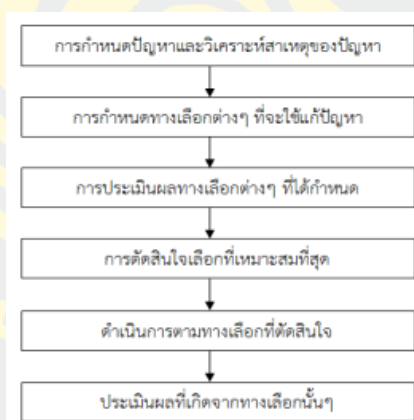 การกำหนดปัญหาและวิเคราะห์สาเหตุของปัญหา
การกำหนดทางเลือกต่างๆ ที่จะใช้แก้ปัญหา
การประเมินผลทางเลือกต่างๆ ที่ได้กำหนด
การตัดสินใจเลือกที่เหมาะสมที่สุด
ดำเนินการตามทางเลือกที่ตัดสินใจ
ประเมินผลที่เกิดจากทางเลือกนั้นๆ